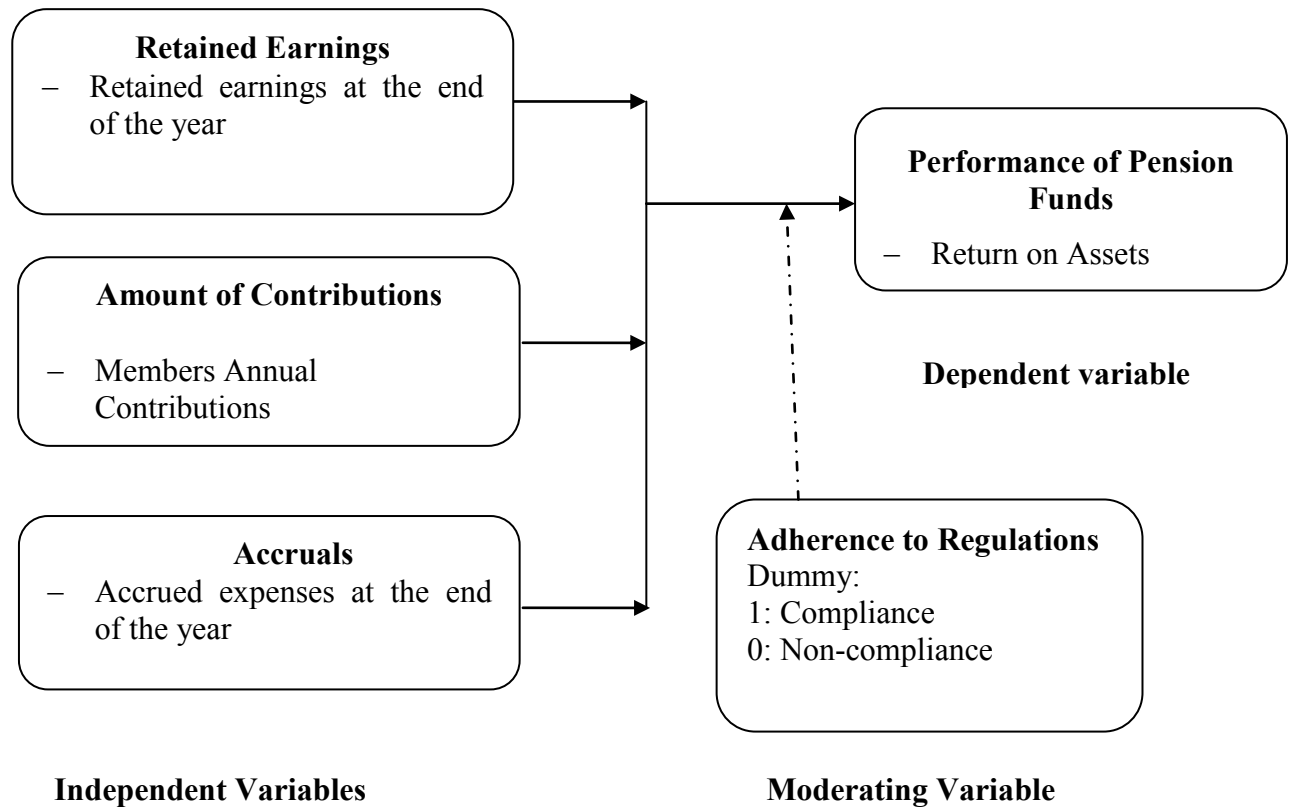 Retained Earnings
– Retained earnings at the end
of the year
Amount of Contributions
– Members Annual
Contributions
Accruals
– Accrued expenses at the end
of the year
Independent Variables
Performance of Pension
Funds
– Return on Assets
Dependent variable
Adherence to Regulations
Dummy:
1: Compliance
0: Non-compliance
Moderating Variable